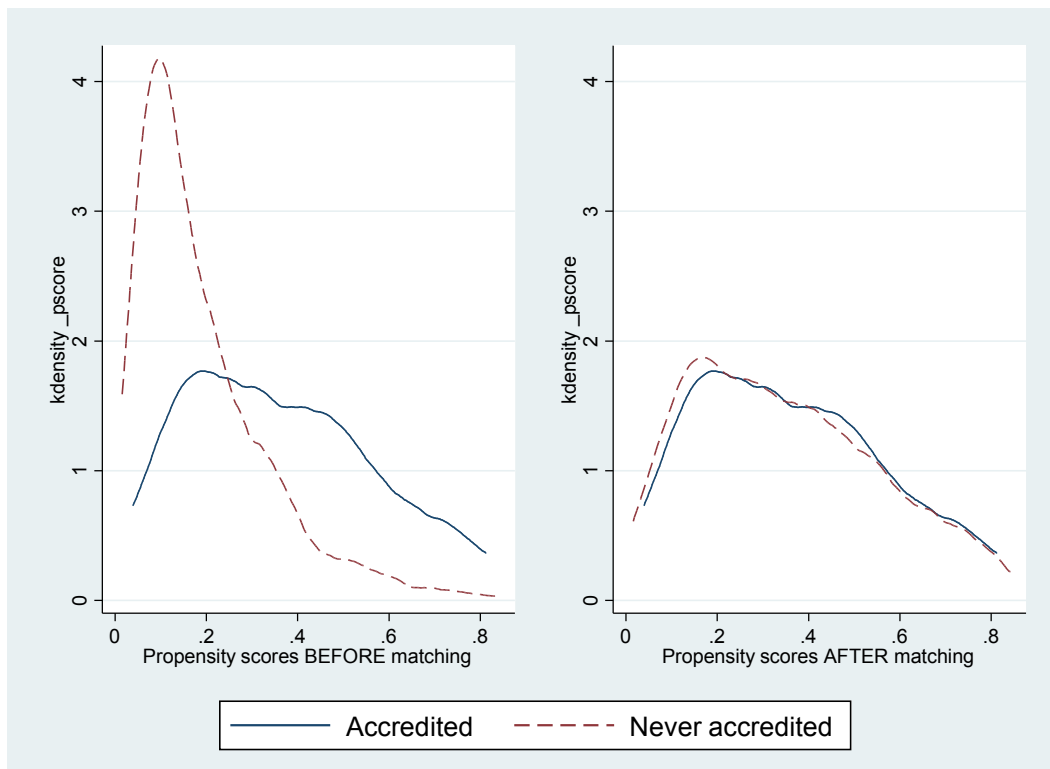 kdensity _pscore
4
3
2
1
0
0 .2 .4 .6 .8
Propensity scores BEFORE matching
kdensity _pscore
4
3
2
1
0
0 .2 .4 .6 .8
Propensity scores AFTER matching
Accredited Never accredited